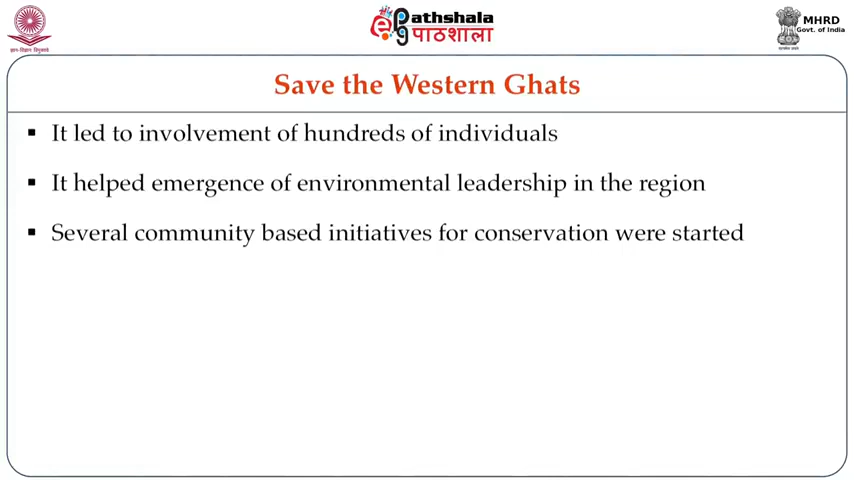 ePathshala
पाठशाला
MHRD
Govt. of India
ज्ञान-विज्ञान विमुक्तये
Save the Western Ghats
▪ It led to involvement of hundreds of individuals
▪ It helped emergence of environmental leadership in the region
▪ Several community based initiatives for conservation were started